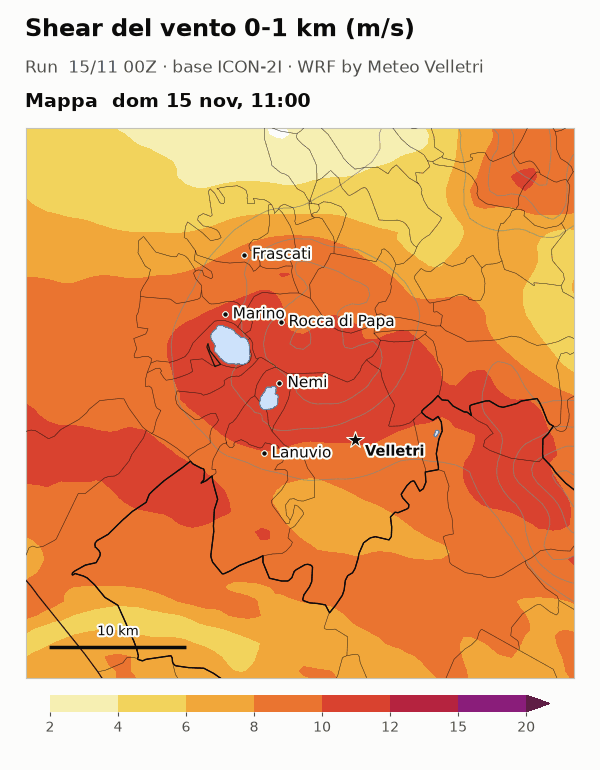 Shear del vento 0-1 km (m/s)
Run  15/11 00Z · base ICON-2I · WRF by Meteo Velletri
Mappa  dom 15 nov, 11:00
Frascati
Marino
Rocca di Papa
Nemi
Velletri
Lanuvio
10 km
2 4 6 8 10 12 15 20